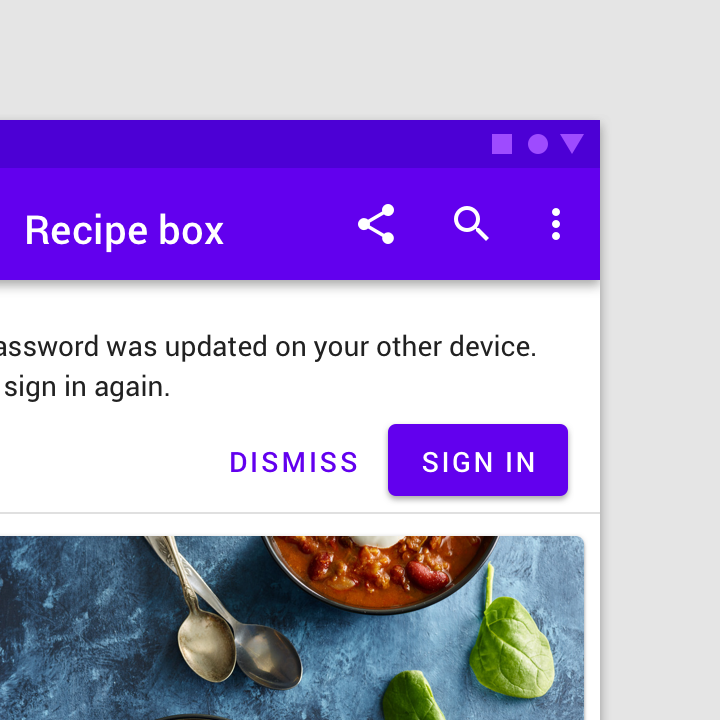 Recipe box
assword was updated on your other device.
sign in again.
DISMISS
SIGN IN